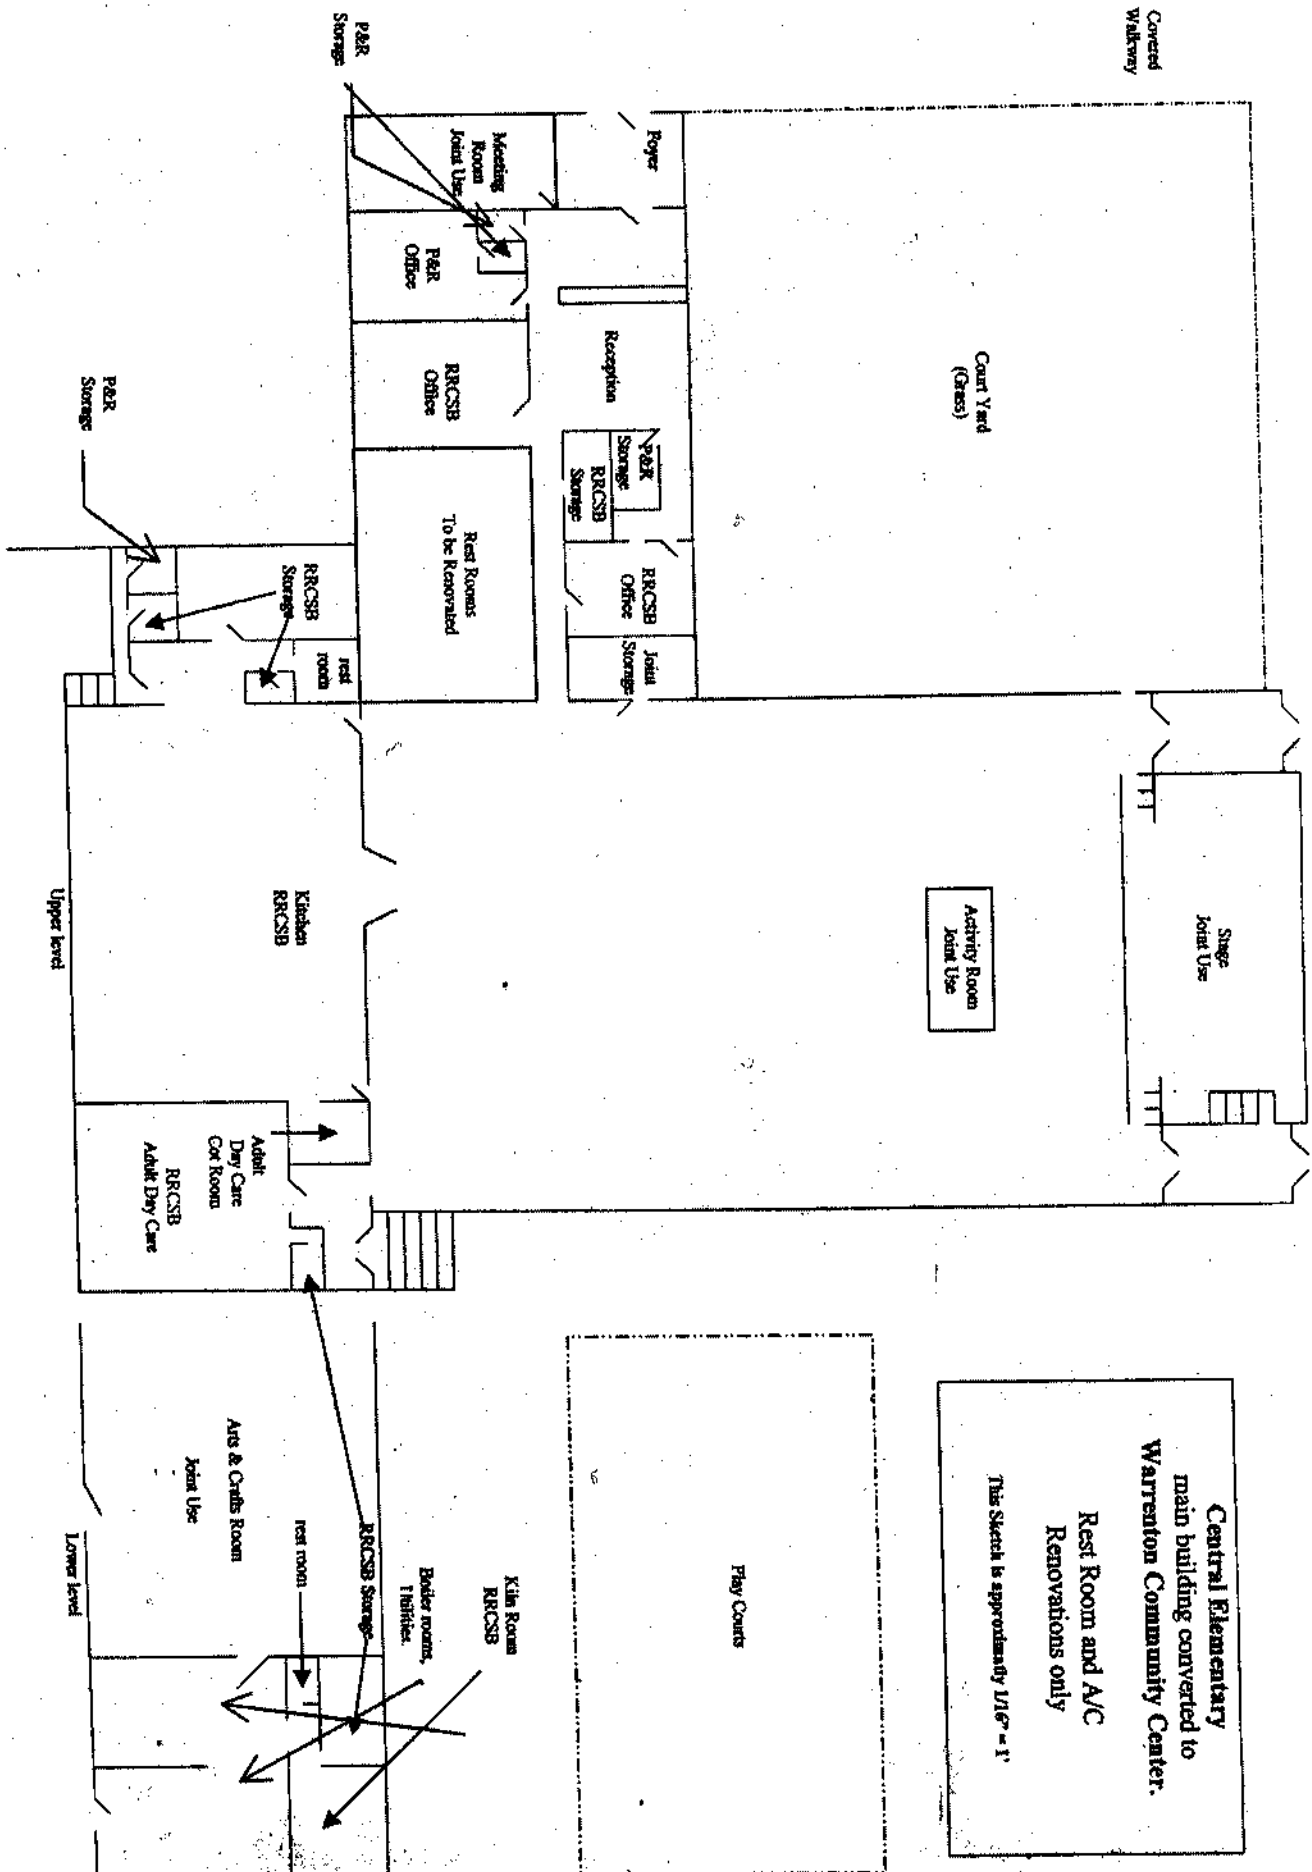 Central Elementary
main building converted to
Warrenton Community Center.
Rest Room and A/C
Renovations only
This Sketch is approximatly 1/16" = 1'
Covered
Walkway
Court Yard
(Grass)
Stage
Joint Use
Activity Room
Joint Use
Play Courts
Foyer
Reception
P&R
Storage
RRCSB
Storage
RRCSB
Office
Joint
Storage
P&R
Storage
Meeting
Room
Joint Use
P&R
Office
RRCSB
Office
Rest Rooms
To be Renovated
P&R
Storage
RRCSB
Storage
rest
room
Kitchen
RRCSB
Upper level
Adult
Day Care
Cot Room
RRCSB
Adult Day Care
Kiln Room
RRCSB
Boiler rooms,
Utilities.
RRCSB Storage
rest room
Arts & Crafts Room
Joint Use
Lower level